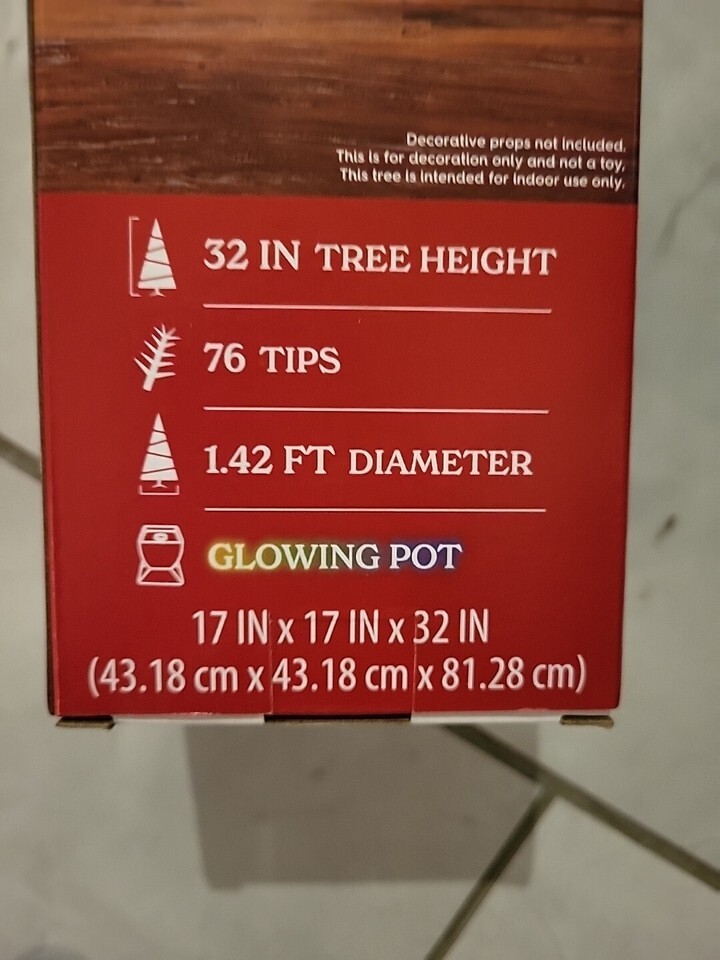 Decorative props not included.
This is for decoration only and not a toy.
This tree is intended for indoor use only.
32 IN TREE HEIGHT
76 TIPS
1.42 FT DIAMETER
GLOWING POT
17 IN x 17 IN x 32 IN
(43.18 cm x 43.18 cm x 81.28 cm)